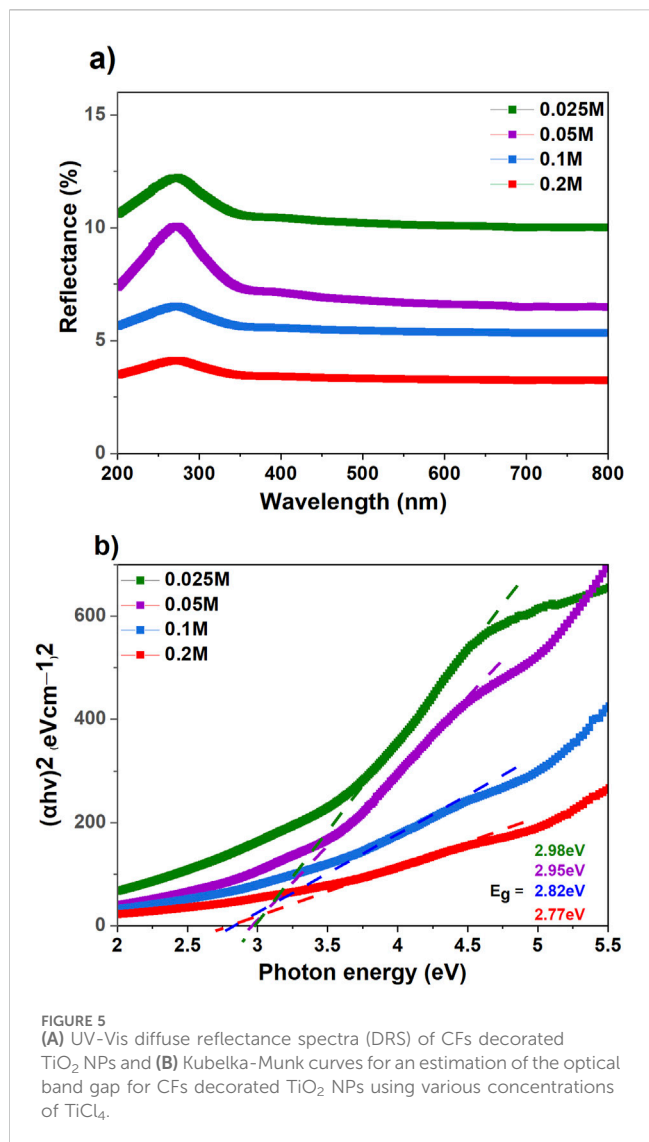 a)
15
10
5
0
Reflectance (%)
0.025M
0.05M
0.1M
0.2M
200 300 400 500 600 700 800
Wavelength (nm)
b)
600
400
200
0
(αhv)² (eVcm−1)2
0.025M
0.05M
0.1M
0.2M
2.98eV
2.95eV
Eg = 2.82eV
2.77eV
2 2.5 3 3.5 4 4.5 5 5.5
Photon energy (eV)
FIGURE 5
(A) UV-Vis diffuse reflectance spectra (DRS) of CFs decorated
TiO₂ NPs and (B) Kubelka-Munk curves for an estimation of the optical
band gap for CFs decorated TiO₂ NPs using various concentrations
of TiCl₄.